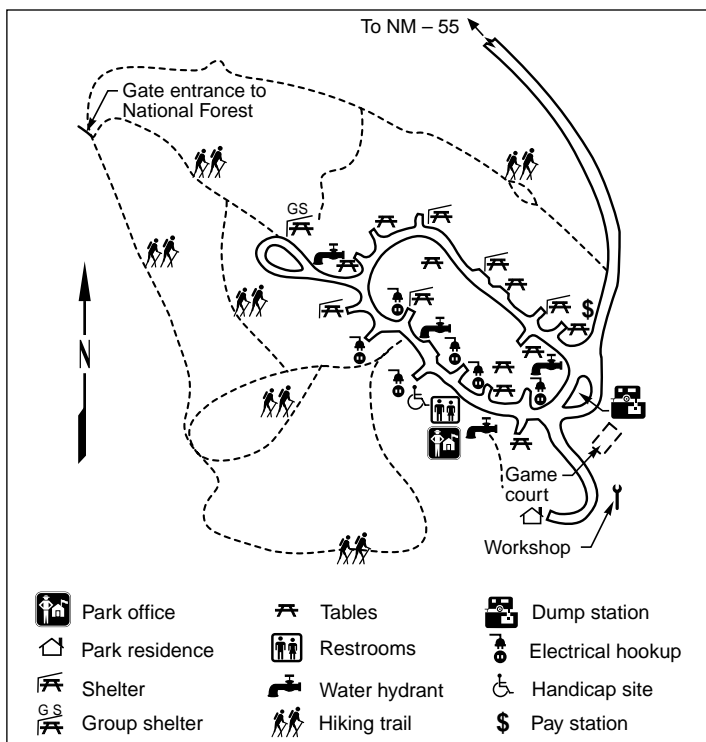 To NM – 55
Gate entrance to
National Forest
GS
$
N
Game
court
Workshop
Park office
Tables
Dump station
Park residence
Restrooms
Electrical hookup
Shelter
Water hydrant
Handicap site
G S
Group shelter
Hiking trail
$ Pay station